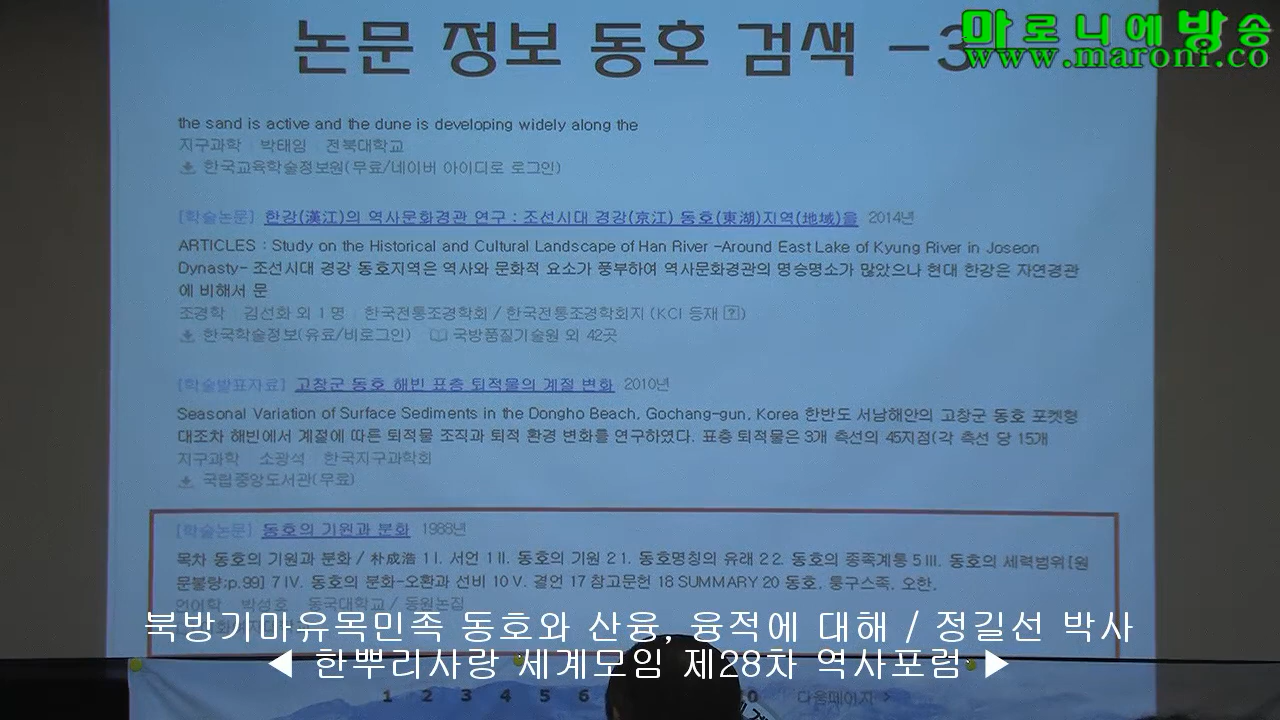 논문 정보 동호 검색 -3
마로니에방송
www.maroni.co
the sand is active and the dune is developing widely along the
지구과학 박태임 전북대학교
한국교육학술정보원(무료/네이버 아이디로 로그인)
[학술논문] 한강(漢江)의 역사문화경관 연구 : 조선시대 경강(京江) 동호(東湖)지역(地域)을 2014년
ARTICLES : Study on the Historical and Cultural Landscape of Han River -Around East Lake of Kyung River in Joseon
Dynasty- 조선시대 경강 동호지역은 역사와 문화적 요소가 풍부하여 역사문화경관의 명승명소가 많았으나 현대 한강은 자연경관
에 비해서 문
조경학 김선화 외 1 명 한국전통조경학회 / 한국전통조경학회지 (KCI 등재 ?)
한국학술정보(유료/비로그인) 국방품질기술원 외 42곳
[학술발표자료] 고창군 동호 해빈 표층 퇴적물의 계절 변화 2010년
Seasonal Variation of Surface Sediments in the Dongho Beach, Gochang-gun, Korea 한반도 서남해안의 고창군 동호 포켓형
대조차 해빈에서 계절에 따른 퇴적물 조직과 퇴적 환경 변화를 연구하였다. 표층 퇴적물은 3개 측선의 45지점(각 측선 당 15개
지구과학 소광석 한국지구과학회
국립중앙도서관(무료)
[학술논문] 동호의 기원과 분화 1988년
목차 동호의 기원과 분화 / 朴成浩 1 I. 서언 1 II. 동호의 기원 2 1. 동호명칭의 유래 2 2. 동호의 종족계통 5 III. 동호의 세력범위[원
문불량;p.99] 7 IV. 동호의 분화-오환과 선비 10 V. 결언 17 참고문헌 18 SUMMARY 20 동호, 퉁구스족, 오한,
언어학 박성호 동국대학교 / 동원논집
북방기마유목민족 동호와 산융, 융적에 대해 / 정길선 박사
◀ 한뿌리사랑 세계모임 제28차 역사포럼 ▶
1 2 3 4 5 6 0 다음페이지 >